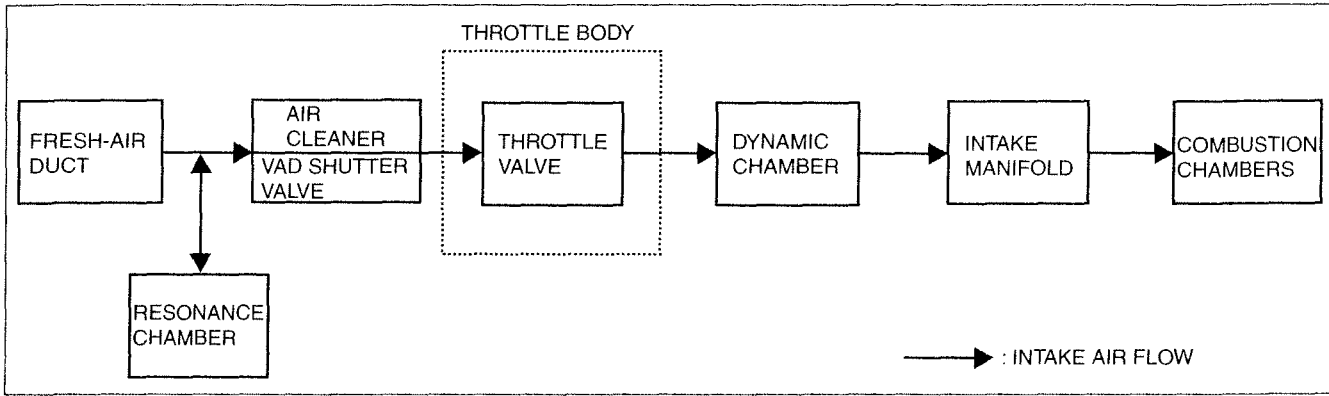 THROTTLE BODY
FRESH-AIR
DUCT
AIR
CLEANER
VAD SHUTTER
VALVE
THROTTLE
VALVE
DYNAMIC
CHAMBER
INTAKE
MANIFOLD
COMBUSTION
CHAMBERS
RESONANCE
CHAMBER
: INTAKE AIR FLOW